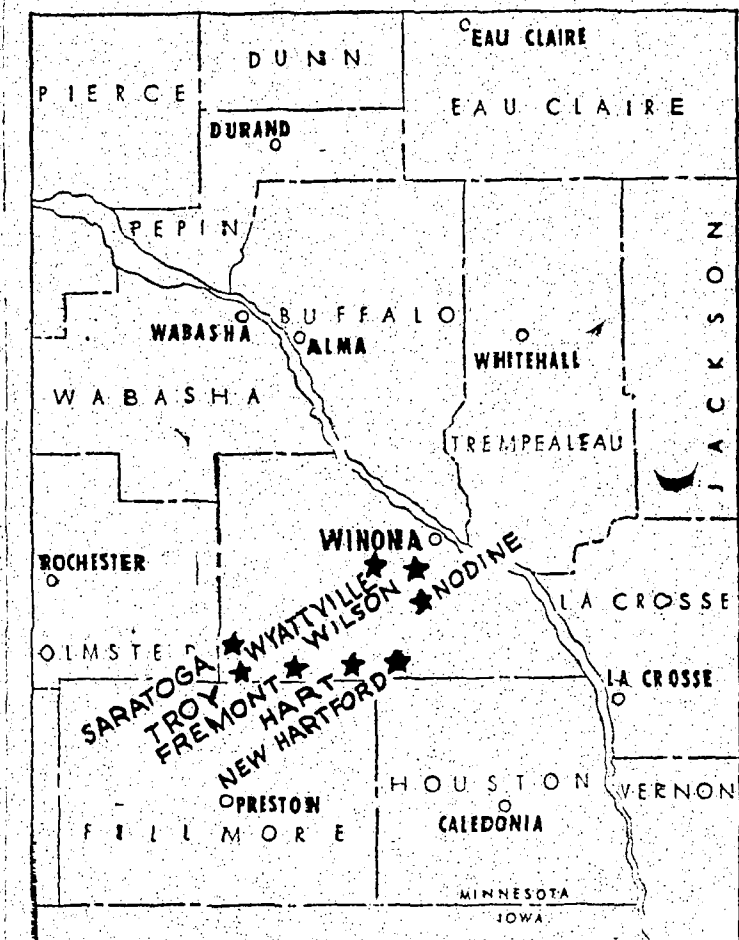 EAU CLAIRE
DUNN
PIERCE
EAU CLAIRE
DURAND
PEPIN
JACKSON
BUFFALO
WABASHA
ALMA
WHITEHALL
WABASHA
TREMPEALEAU
WINONA
NODINE
ROCHESTER
WYATTVILLE
WILSON
LA CROSSE
OLMSTED
SARATOGA
TROY
FREMONT
HART
NEW HARTFORD
LA CROSSE
HOUSTON
VERNON
PRESTON
CALEDONIA
FILLMORE
MINNESOTA
IOWA